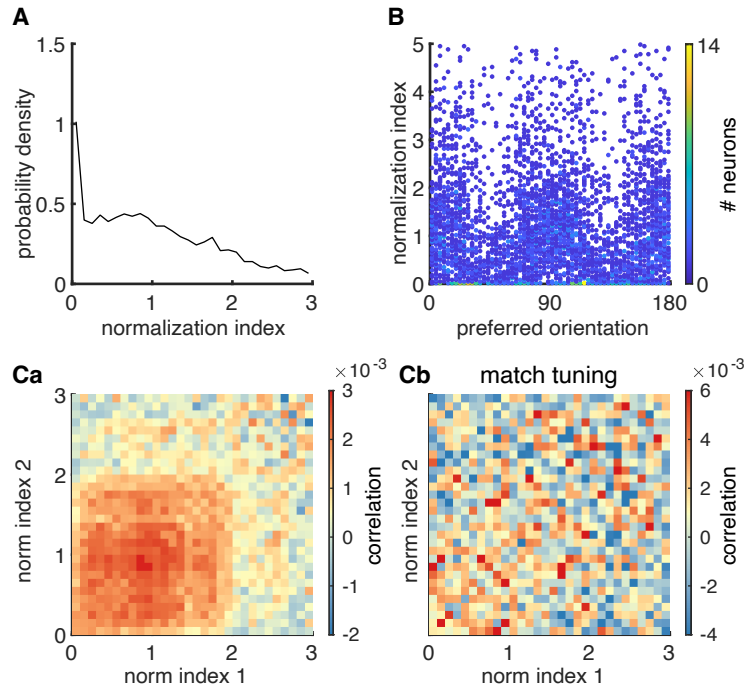 A
1.5
1
0.5
0
probability density
0 1 2 3
normalization index
B
5
4
3
2
1
0
normalization index
0 90 180
preferred orientation
14
0
# neurons
Ca
3
2
1
0
norm index 2
0 1 2 3
norm index 1
×10⁻³
3
2
1
0
-1
-2
correlation
Cb match tuning
norm index 2
0 1 2 3
norm index 1
×10⁻³
6
4
2
0
-2
-4
correlation